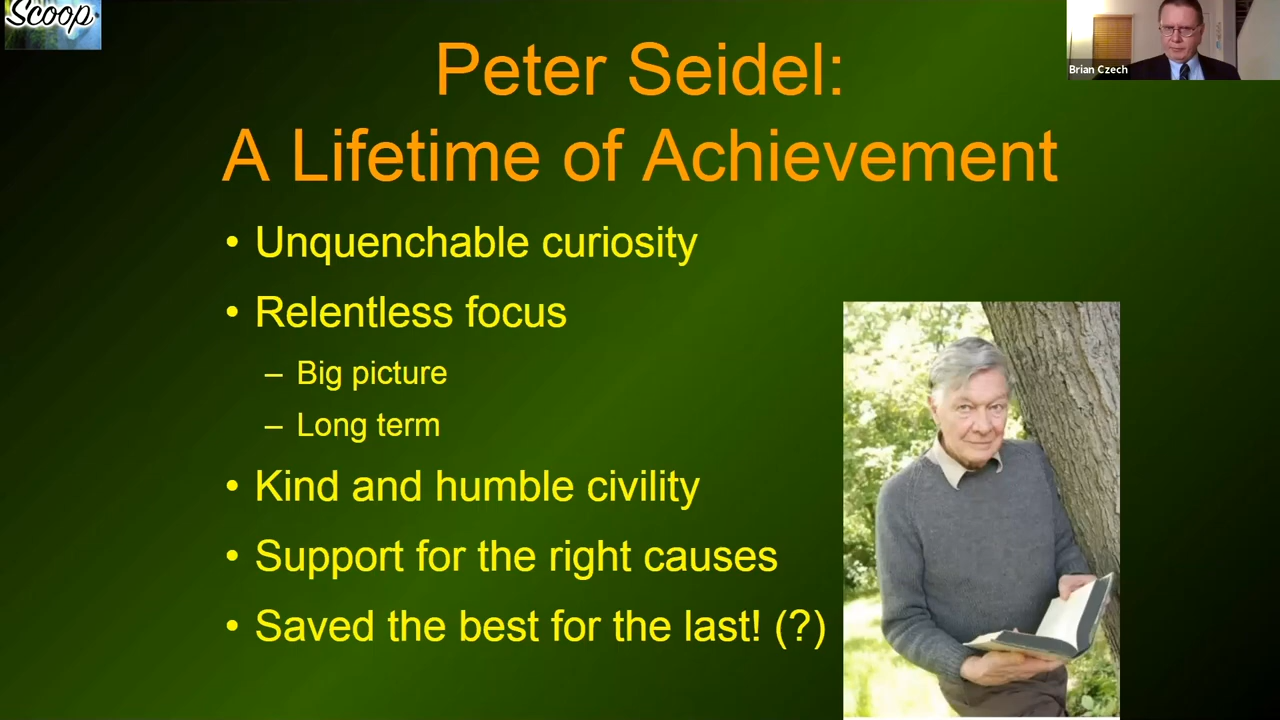 Scoop
Brian Czech
Peter Seidel:
A Lifetime of Achievement
• Unquenchable curiosity
• Relentless focus
– Big picture
– Long term
• Kind and humble civility
• Support for the right causes
• Saved the best for the last! (?)